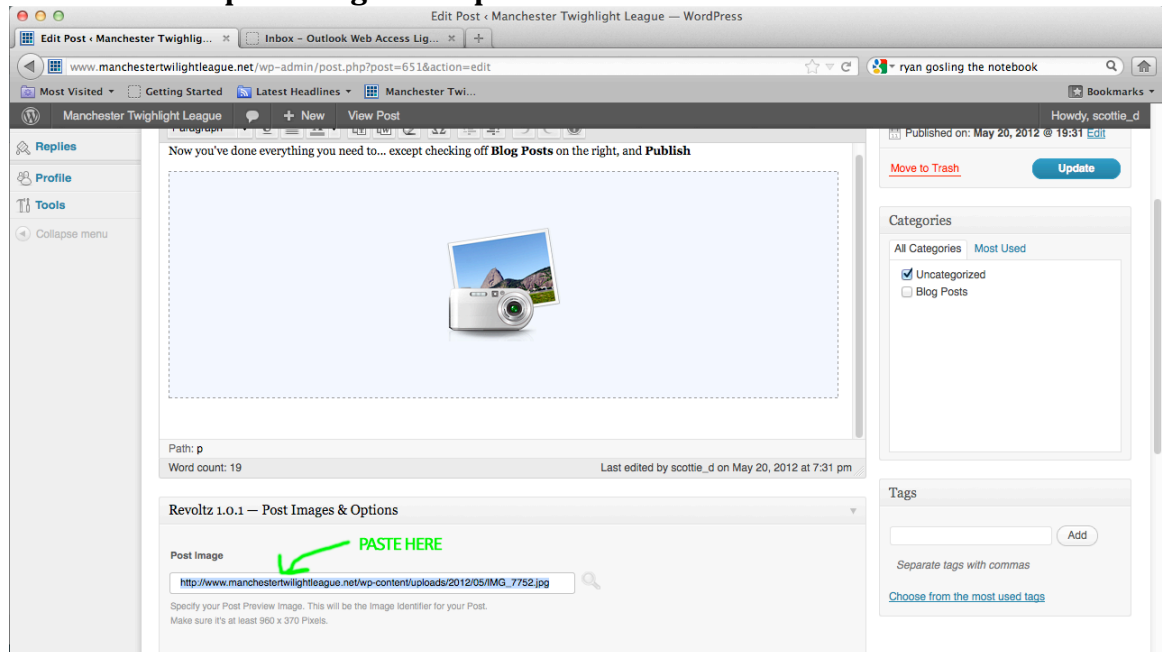 Edit Post ‹ Manchester Twighlight League — WordPress
Edit Post ‹ Manchester Twighlig...
Inbox – Outlook Web Access Lig...
www.manchestertwilightleague.net/wp-admin/post.php?post=651&action=edit
ryan gosling the notebook
Most Visited
Getting Started
Latest Headlines
Manchester Twi...
Bookmarks
Manchester Twighlight League
+ New
View Post
Howdy, scottie_d
Replies
Profile
Tools
Collapse menu
Paragraph
Now you've done everything you need to... except checking off Blog Posts on the right, and Publish
Path: p
Word count: 19
Last edited by scottie_d on May 20, 2012 at 7:31 pm
Revoltz 1.0.1 — Post Images & Options
PASTE HERE
Post Image
http://www.manchestertwilightleague.net/wp-content/uploads/2012/05/IMG_7752.jpg
Specify your Post Preview Image. This will be the Image Identifier for your Post.
Make sure it's at least 960 x 370 Pixels.
Published on: May 20, 2012 @ 19:31 Edit
Move to Trash
Update
Categories
All Categories
Most Used
Uncategorized
Blog Posts
Tags
Add
Separate tags with commas
Choose from the most used tags